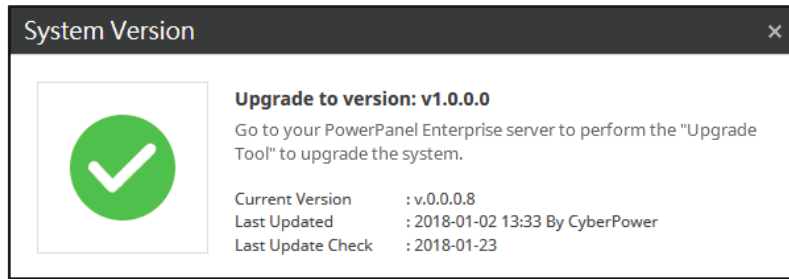 System Version ×
Upgrade to version: v1.0.0.0
Go to your PowerPanel Enterprise server to perform the "Upgrade
Tool" to upgrade the system.
Current Version : v.0.0.0.8
Last Updated : 2018-01-02 13:33 By CyberPower
Last Update Check : 2018-01-23